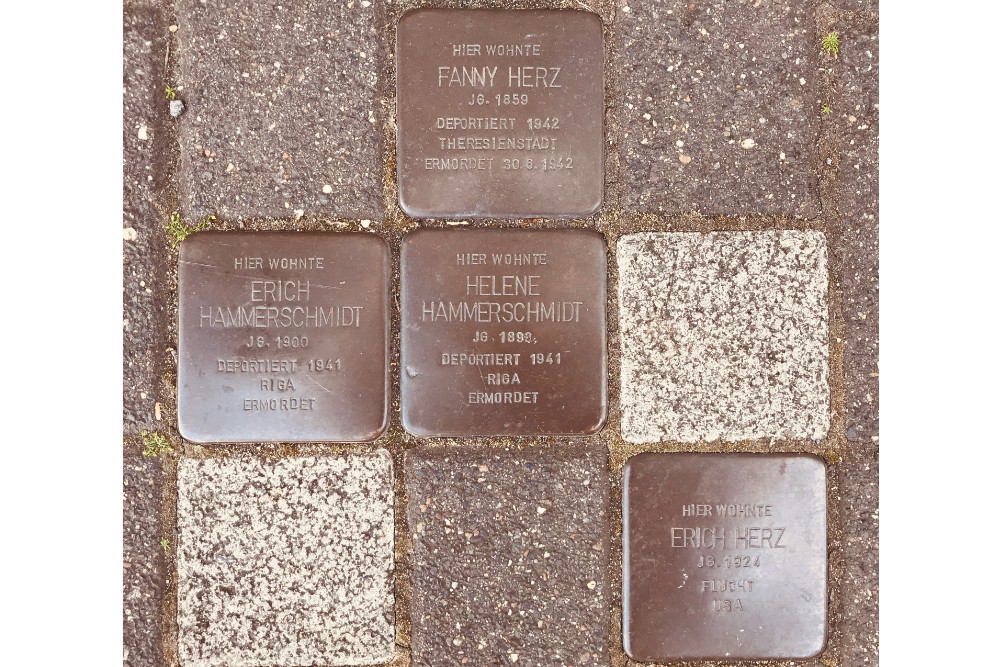 HIER WOHNTE
FANNY HERZ
JG. 1859
DEPORTIERT 1942
THERESIENSTADT
ERMORDET 30.8.1942
HIER WOHNTE
ERICH
HAMMERSCHMIDT
JG. 1900
DEPORTIERT 1941
RIGA
ERMORDET
HIER WOHNTE
HELENE
HAMMERSCHMIDT
JG.
DEPORTIERT 1941
RIGA
ERMORDET
HIER WOHNTE
ERICH HERZ
JG. 1924
FLUCHT
USA